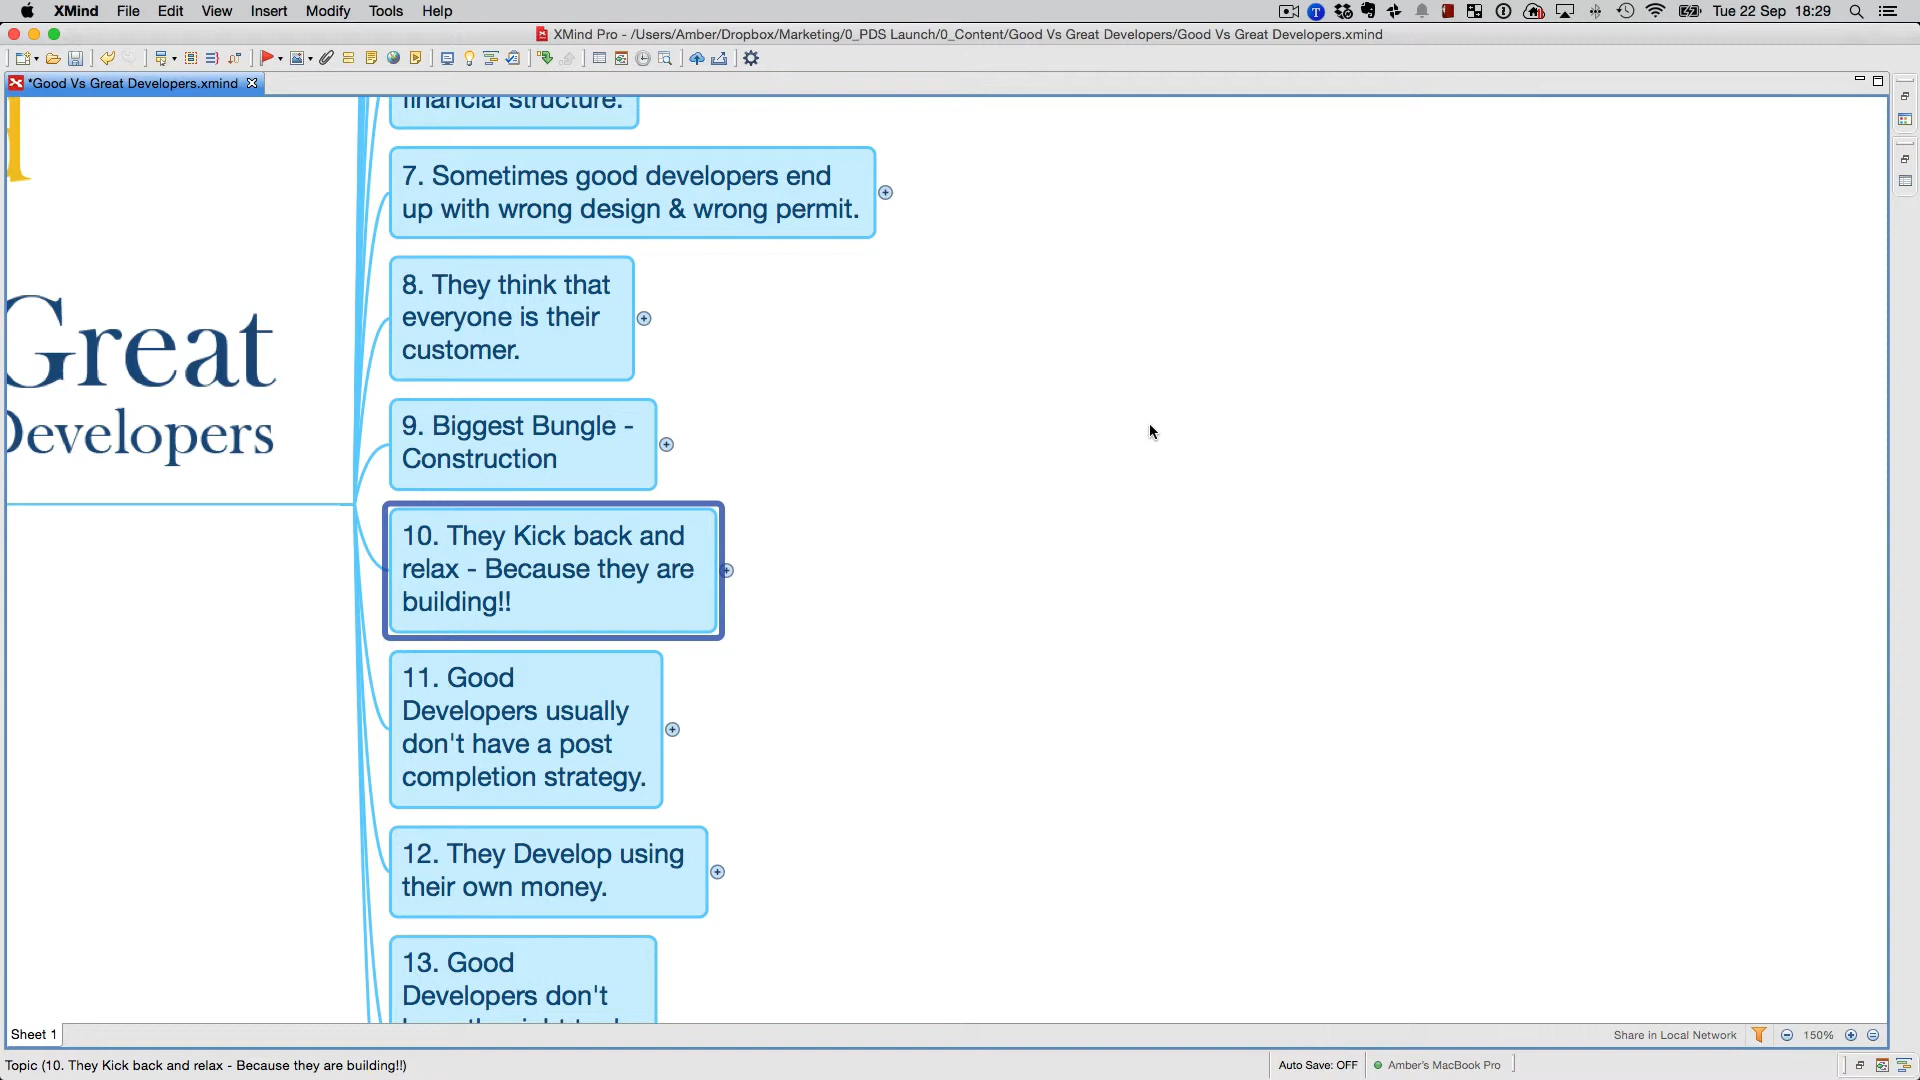 XMind File Edit View Insert Modify Tools Help
Tue 22 Sep 18:29
XMind Pro - /Users/Amber/Dropbox/Marketing/0_PDS Launch/0_Content/Good Vs Great Developers/Good Vs Great Developers.xmind
*Good Vs Great Developers.xmind
financial structure.
7. Sometimes good developers end
up with wrong design & wrong permit.
8. They think that
everyone is their
customer.
Great
Developers
9. Biggest Bungle -
Construction
10. They Kick back and
relax - Because they are
building!!
11. Good
Developers usually
don't have a post
completion strategy.
12. They Develop using
their own money.
13. Good
Developers don't
Sheet 1
Share in Local Network
150%
Topic (10. They Kick back and relax - Because they are building!!)
Auto Save: OFF
Amber's MacBook Pro